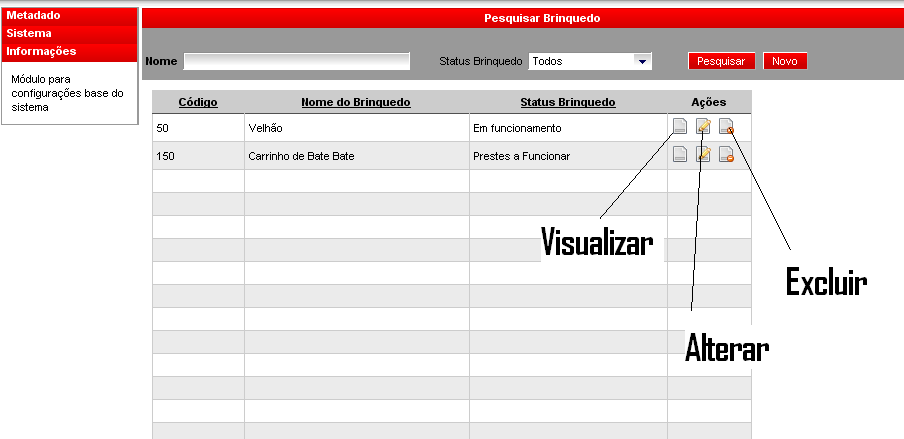 Metadado
Sistema
Informações
Módulo para
configurações base do
sistema
Pesquisar Brinquedo
Nome Status Brinquedo Todos Pesquisar Novo
Código Nome do Brinquedo Status Brinquedo Ações
50 Velhão Em funcionamento
150 Carrinho de Bate Bate Prestes a Funcionar
Visualizar
Excluir
Alterar